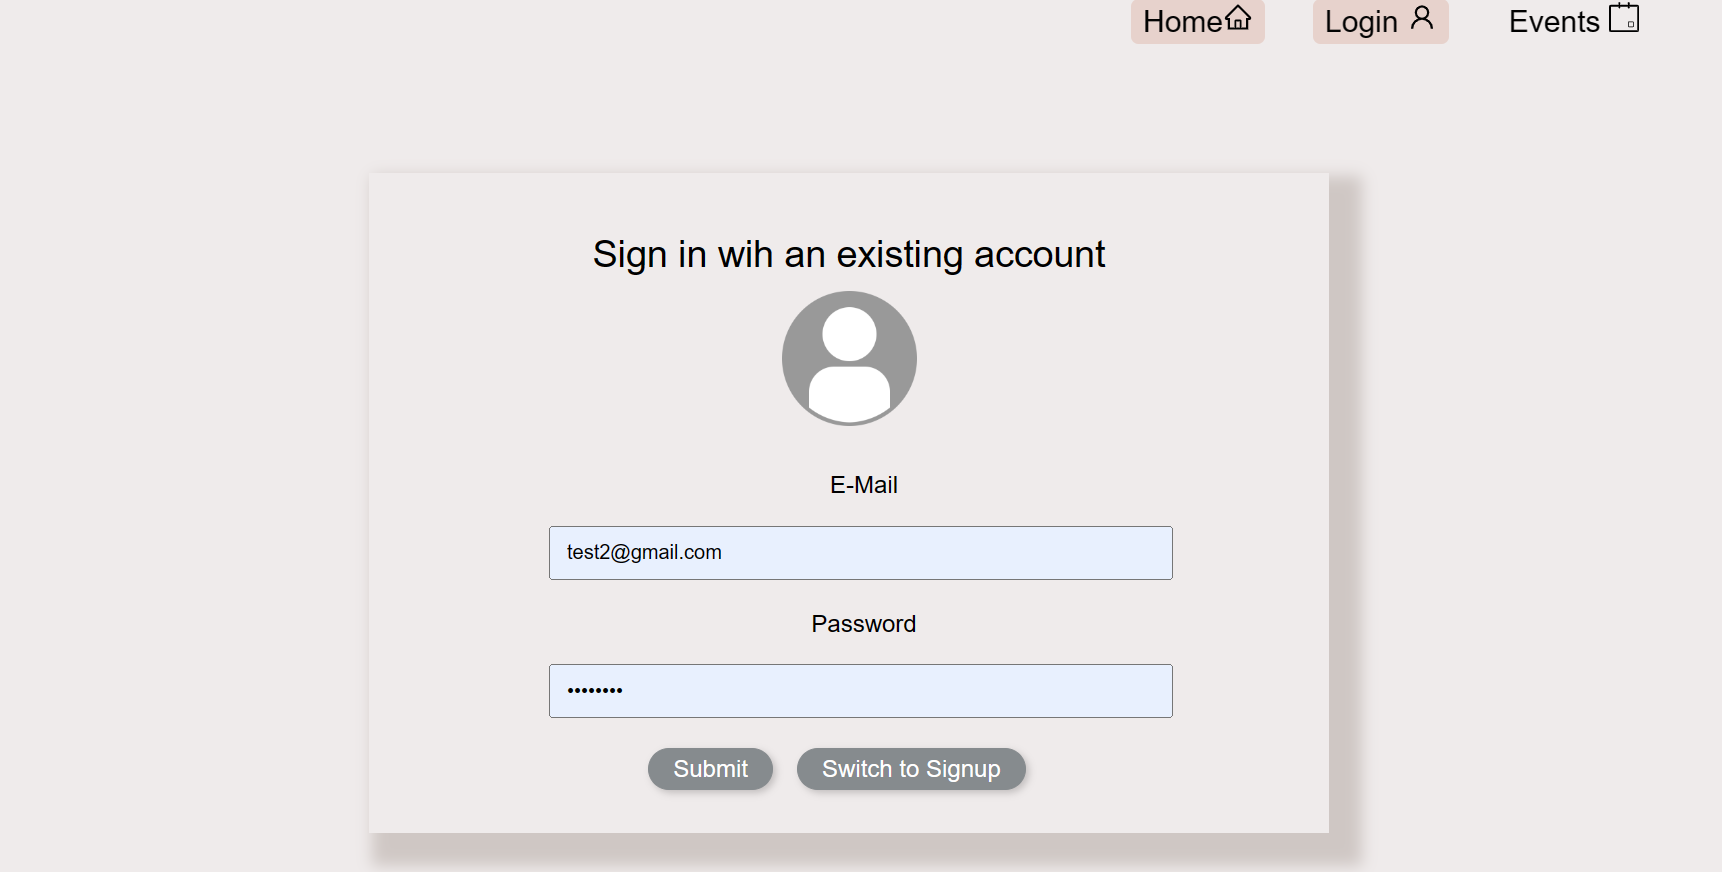 Home Login Events
Sign in wih an existing account
E-Mail
test2@gmail.com
Password
••••••••
Submit Switch to Signup